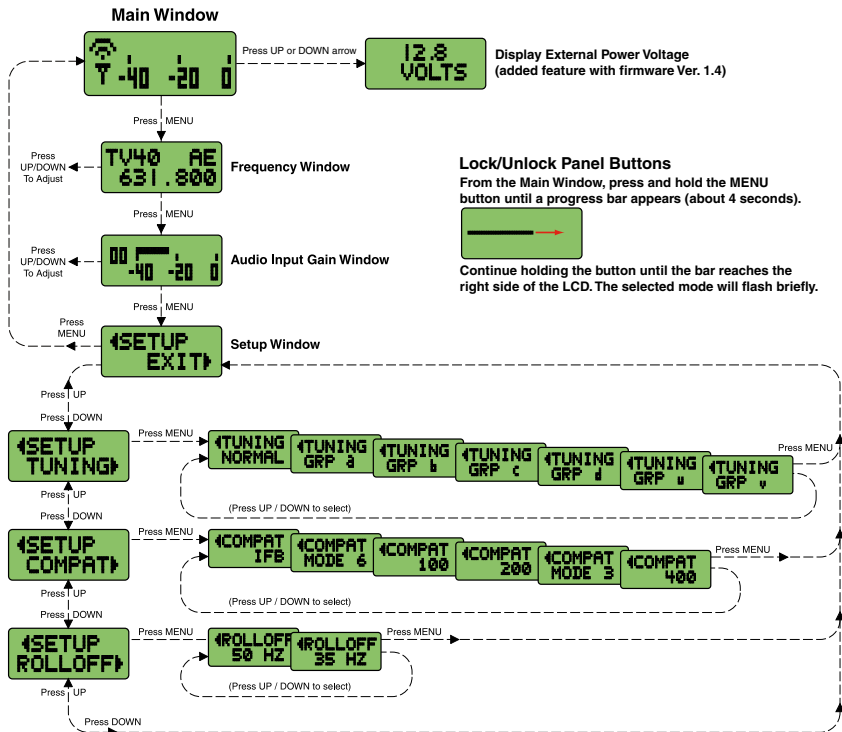 Main Window
-40 -20 0
Press UP or DOWN arrow
12.8
VOLTS
Display External Power Voltage
(added feature with firmware Ver. 1.4)
Press MENU
Press
UP/DOWN
To Adjust
TV40 AE
631.800
Frequency Window
Press MENU
Lock/Unlock Panel Buttons
From the Main Window, press and hold the MENU
button until a progress bar appears (about 4 seconds).
Continue holding the button until the bar reaches the
right side of the LCD. The selected mode will flash briefly.
Press
UP/DOWN
To Adjust
00
-40 -20 0
Audio Input Gain Window
Press MENU
Press
MENU
SETUP
EXIT
Setup Window
Press UP
Press DOWN
SETUP
TUNING
Press MENU
TUNING
NORMAL
TUNING
GRP a
TUNING
GRP b
TUNING
GRP c
TUNING
GRP d
TUNING
GRP u
TUNING
GRP v
Press MENU
(Press UP / DOWN to select)
Press UP
Press DOWN
SETUP
COMPAT
Press MENU
COMPAT
IFB
COMPAT
MODE 6
COMPAT
100
COMPAT
200
COMPAT
MODE 3
COMPAT
400
Press MENU
(Press UP / DOWN to select)
Press UP
Press DOWN
SETUP
ROLLOFF
Press MENU
ROLLOFF
50 HZ
ROLLOFF
35 HZ
Press MENU
(Press UP / DOWN to select)
Press UP
Press DOWN